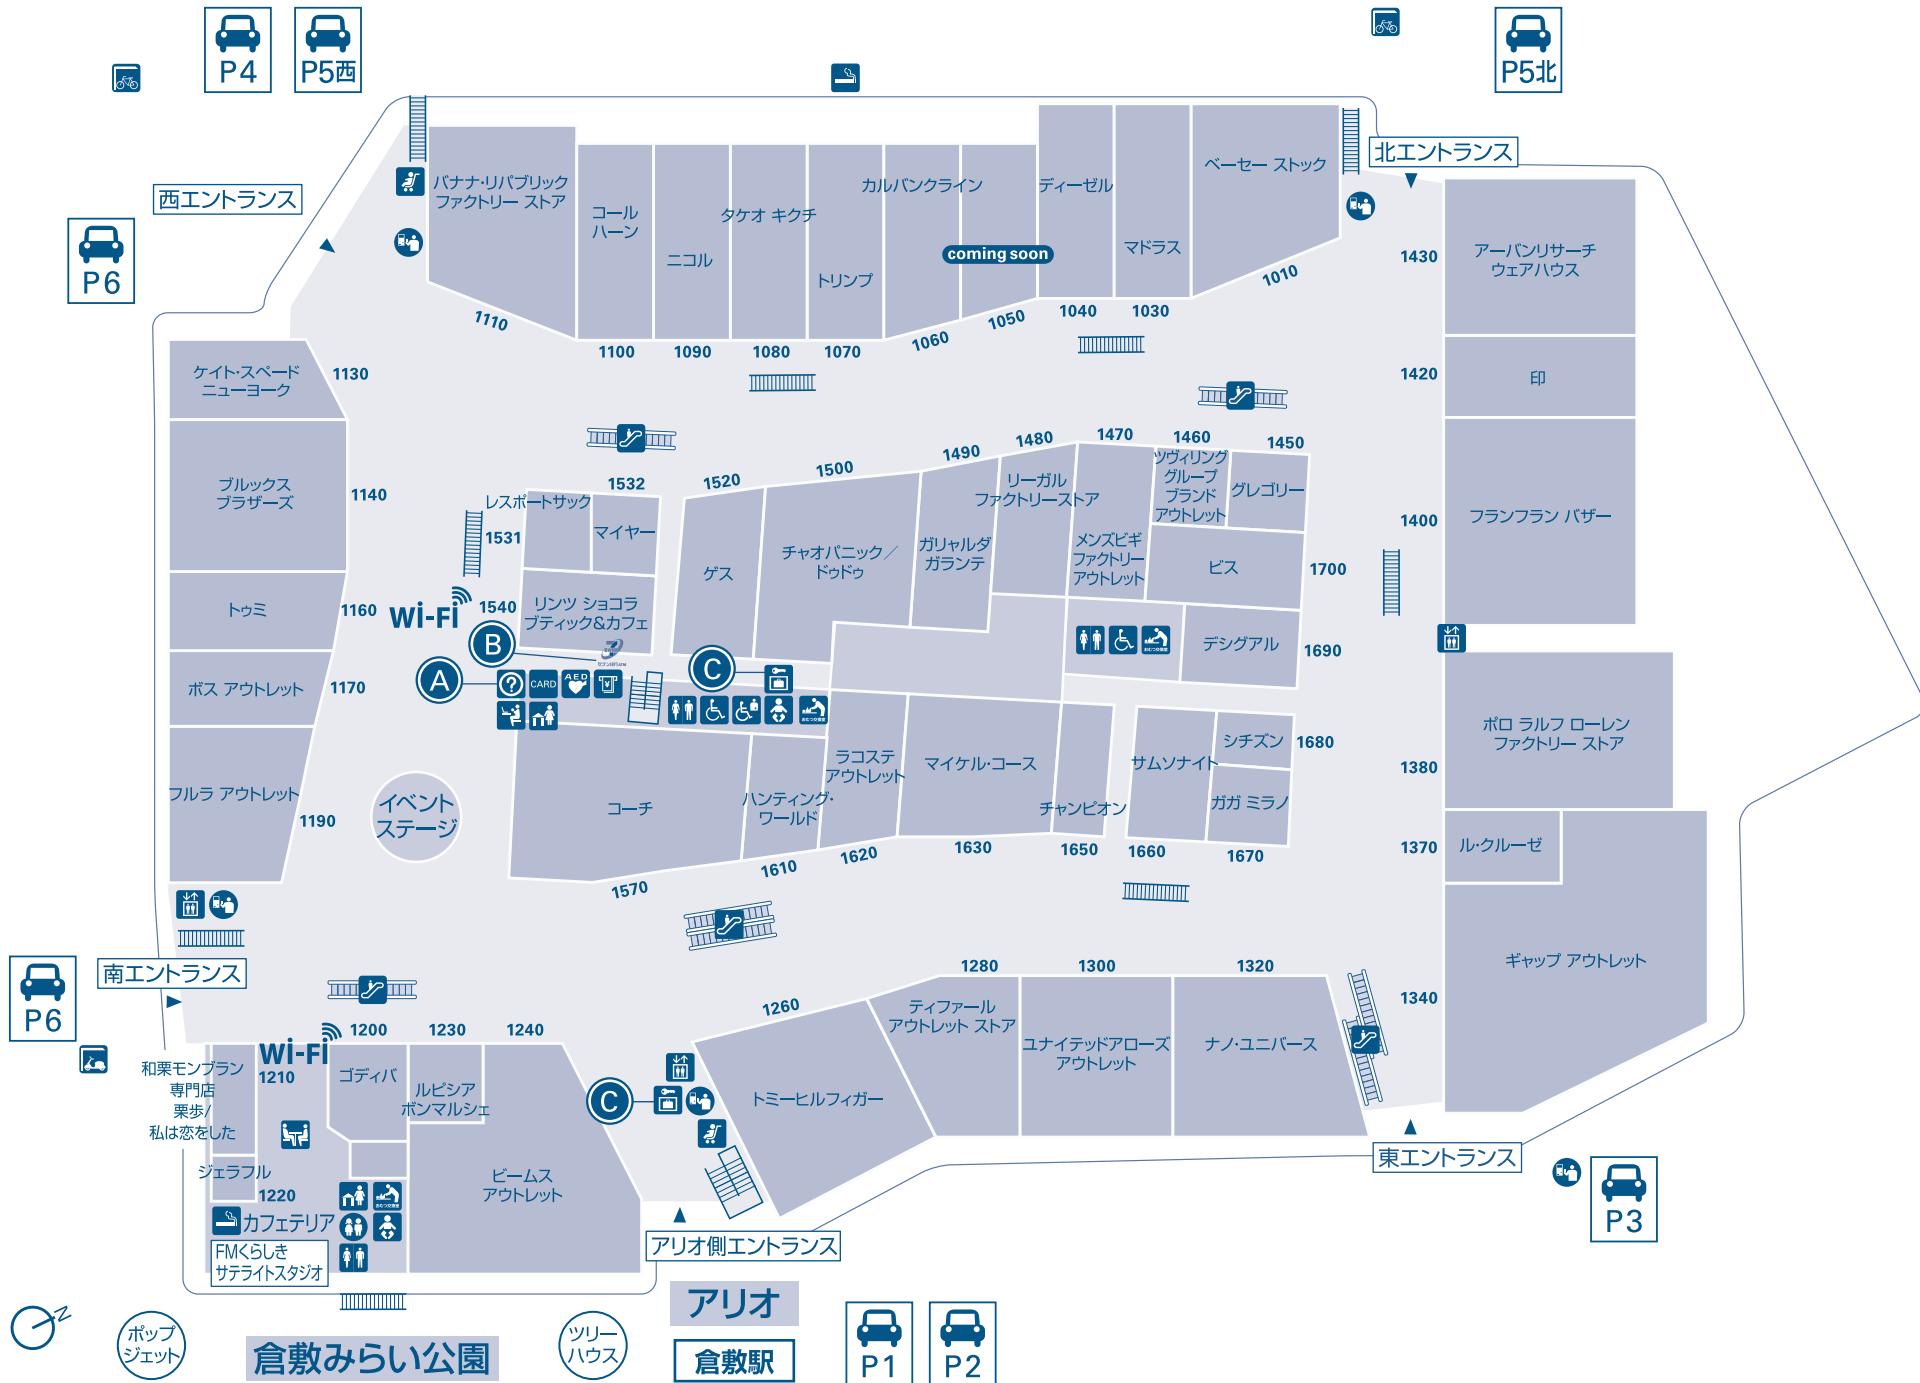 P4
P5西
P5北
北エントランス
西エントランス
P6
バナナ・リパブリック
ファクトリー ストア
コール
ハーン
ニコル
タケオ キクチ
トリンプ
カルバンクライン
coming soon
ディーゼル
マドラス
ベーセー ストック
1110
1100
1090
1080
1070
1060
1050
1040
1030
1010
1430
アーバンリサーチ
ウェアハウス
1420
印
1400
フランフラン バザー
ケイト・スペード
ニューヨーク
1130
ブルックス
ブラザーズ
1140
トゥミ
1160
ボス アウトレット
1170
フルラ アウトレット
1190
レスポートサック
1531
1532
マイヤー
1540
リンツ ショコラ
ブティック&カフェ
Wi-Fi
1520
ゲス
1500
チャオパニック／
ドゥドゥ
1490
ガリャルダ
ガランテ
1480
リーガル
ファクトリーストア
1470
メンズビギ
ファクトリー
アウトレット
1460
ツヴィリング
グループ
ブランド
アウトレット
1450
グレゴリー
ビス
1700
デシグアル
1690
おむつ交換室
A
B
C
セブン銀行ATM
CARD
AED
おむつ交換室
コーチ
1570
ハンティング・
ワールド
1610
ラコステ
アウトレット
1620
マイケル・コース
1630
チャンピオン
1650
サムソナイト
1660
シチズン
1680
ガガ ミラノ
1670
イベント
ステージ
ポロ ラルフ ローレン
ファクトリー ストア
1380
1370
ル・クルーゼ
1340
ギャップ アウトレット
南エントランス
P6
1260
トミーヒルフィガー
1280
ティファール
アウトレット ストア
1300
ユナイテッドアローズ
アウトレット
1320
ナノ・ユニバース
Wi-Fi
1200
1230
1240
和栗モンブラン
専門店
栗歩/
私は恋をした
1210
ゴディバ
ルピシア
ボンマルシェ
ビームス
アウトレット
ジェラフル
1220
カフェテリア
おむつ交換室
FMくらしき
サテライトスタジオ
C
アリオ側エントランス
東エントランス
P3
N
ポップ
ジェット
倉敷みらい公園
ツリー
ハウス
アリオ
倉敷駅
P1
P2